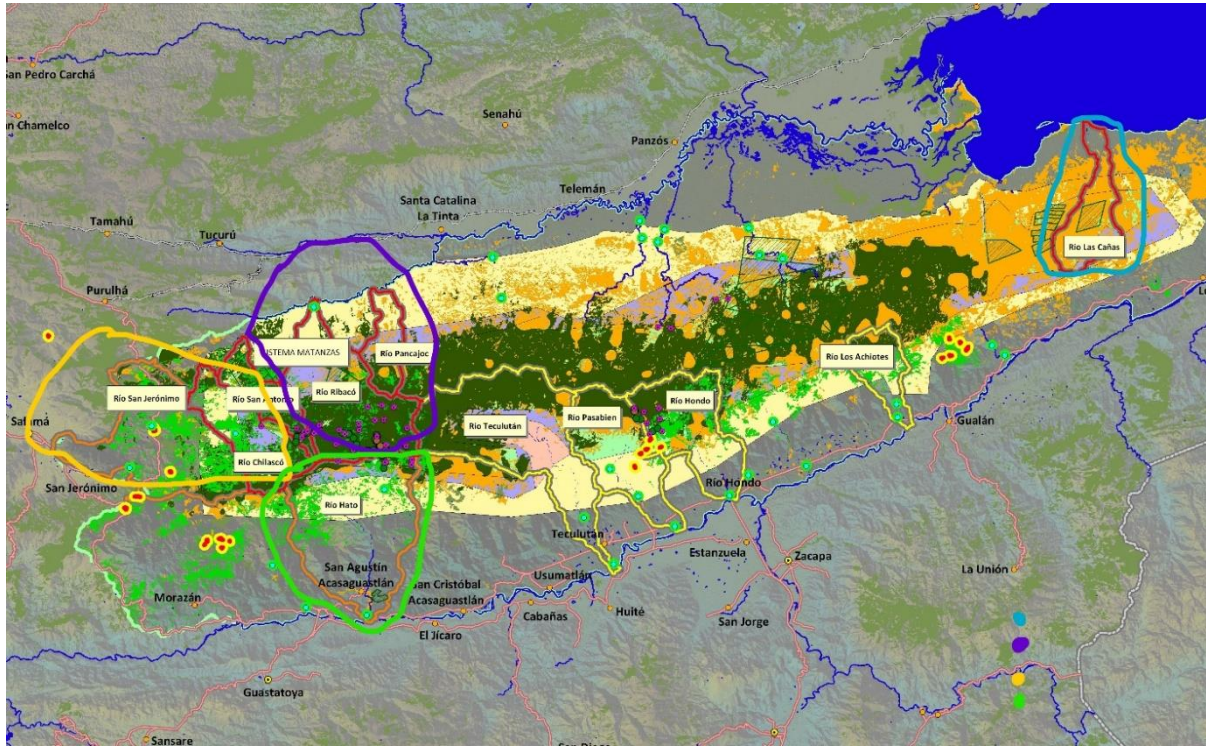 San Pedro Carchá
San Chamelco
Senahú
Panzós
Telemán
Santa Catalina
La Tinta
Tamahú
Tucurú
Purulhá
Río Las Cañas
ISTEMA MATANZAS
Río Pancajoc
Río Los Achiotes
Río San Jerónimo
Río San Antonio
Río Ribacó
Río Hondo
Río Pasabien
Río Teculután
Salamá
Gualán
Río Chilascó
San Jerónimo
Río Hondo
Río Hato
Teculután
Estanzuela
Zacapa
San Agustín
Acasaguastlán
San Cristóbal
Acasaguastlán
Usumatlán
La Unión
Morazán
Cabañas
Huité
San Jorge
El Jícaro
Guastatoya
Sansare